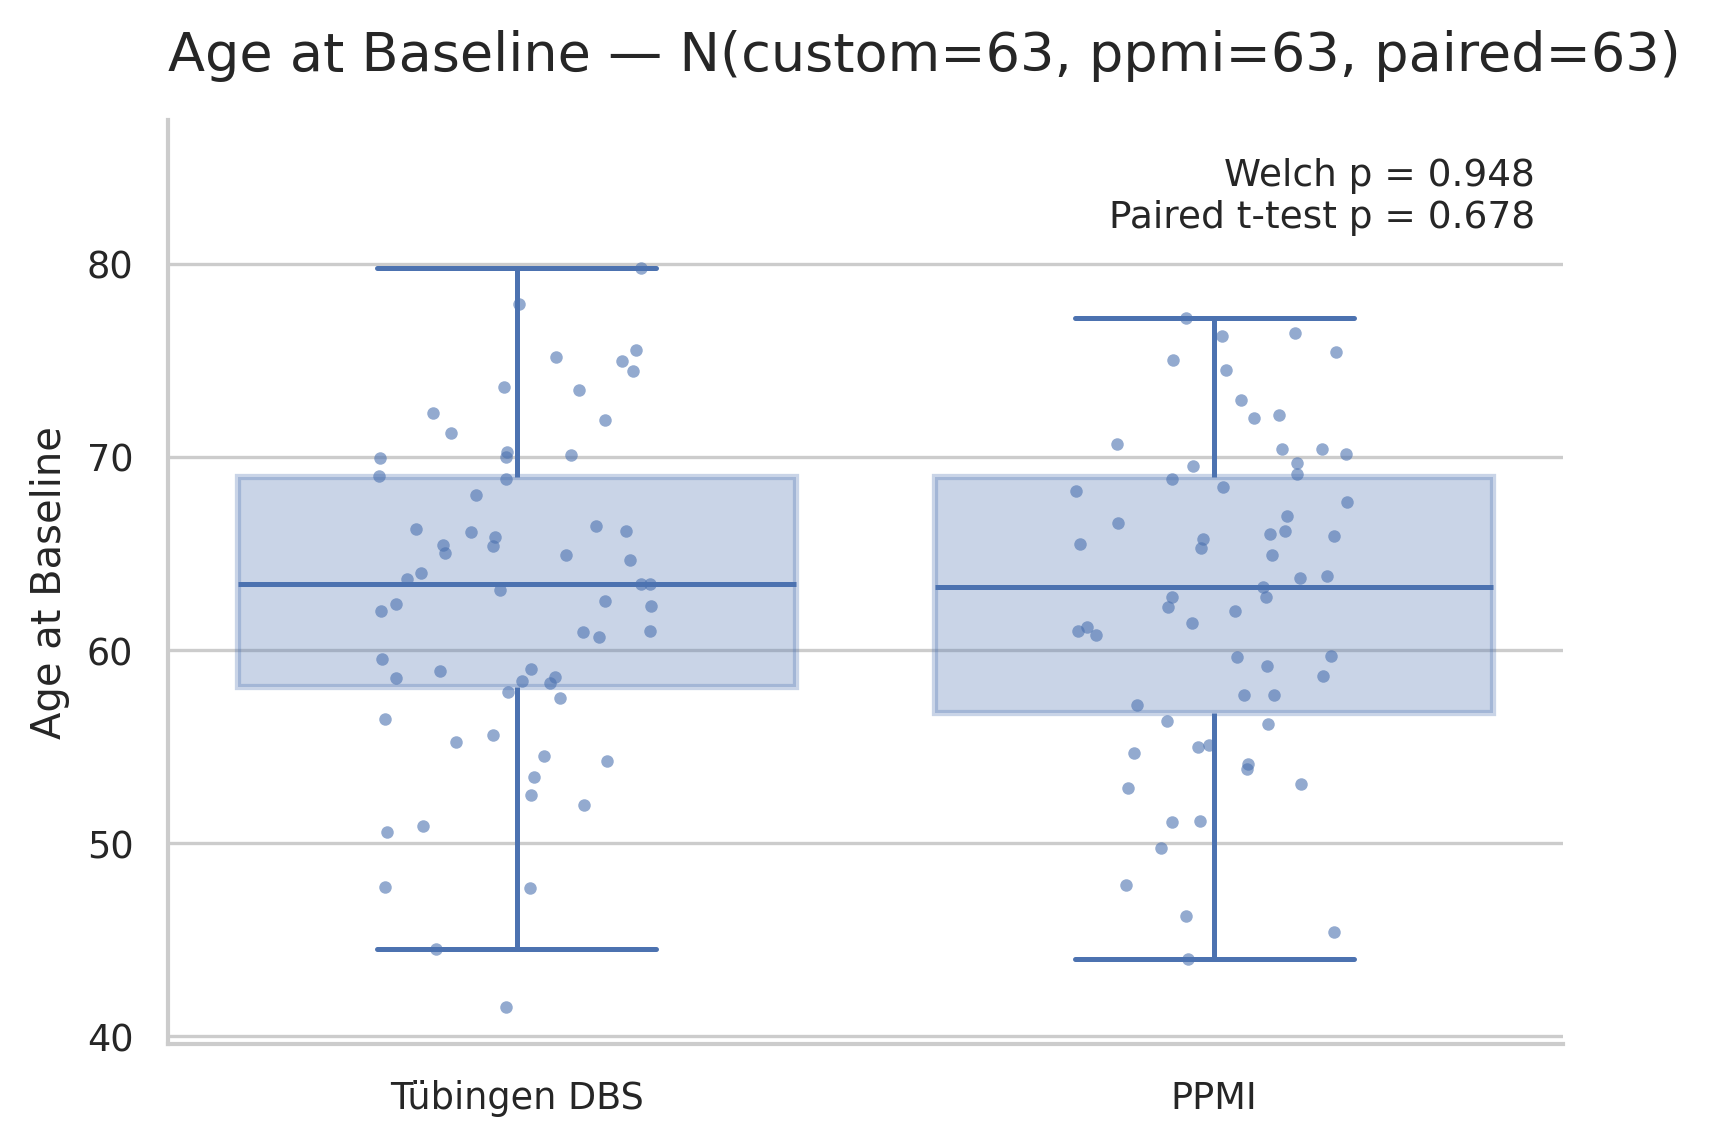 Age at Baseline — N(custom=63, ppmi=63, paired=63)
Welch p = 0.948
Paired t-test p = 0.678
80
70
60
50
40
Age at Baseline
Tübingen DBS
PPMI